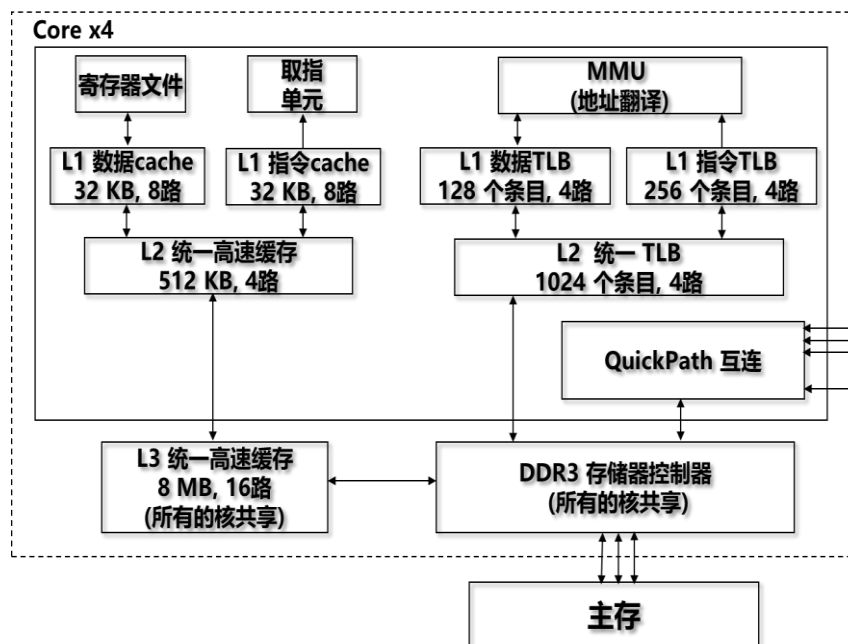 Core x4
寄存器文件
取指
单元
MMU
(地址翻译)
L1 数据cache
32 KB, 8路
L1 指令cache
32 KB, 8路
L1 数据TLB
128 个条目, 4路
L1 指令TLB
256 个条目, 4路
L2 统一高速缓存
512 KB, 4路
L2 统一 TLB
1024 个条目, 4路
QuickPath 互连
L3 统一高速缓存
8 MB, 16路
(所有的核共享)
DDR3 存储器控制器
(所有的核共享)
主存